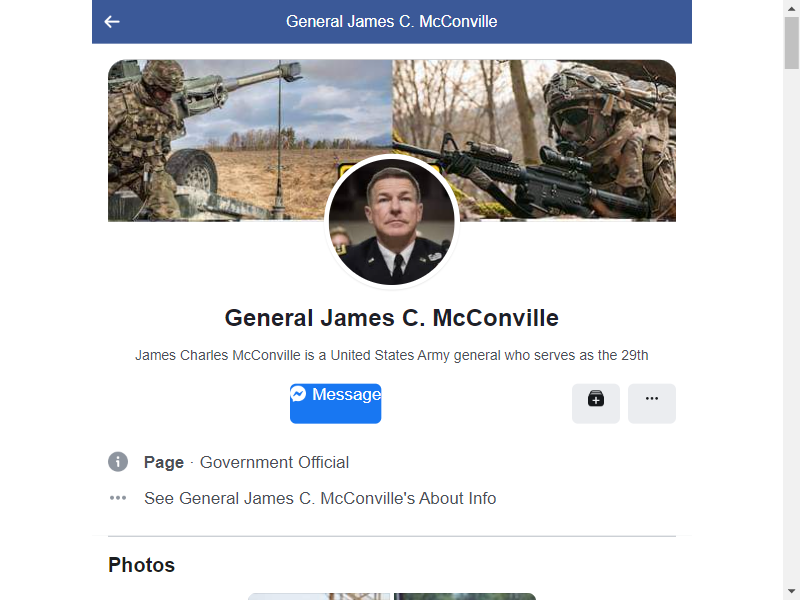 General James C. McConville
General James C. McConville
James Charles McConville is a United States Army general who serves as the 29th
Message
Page · Government Official
See General James C. McConville's About Info
Photos